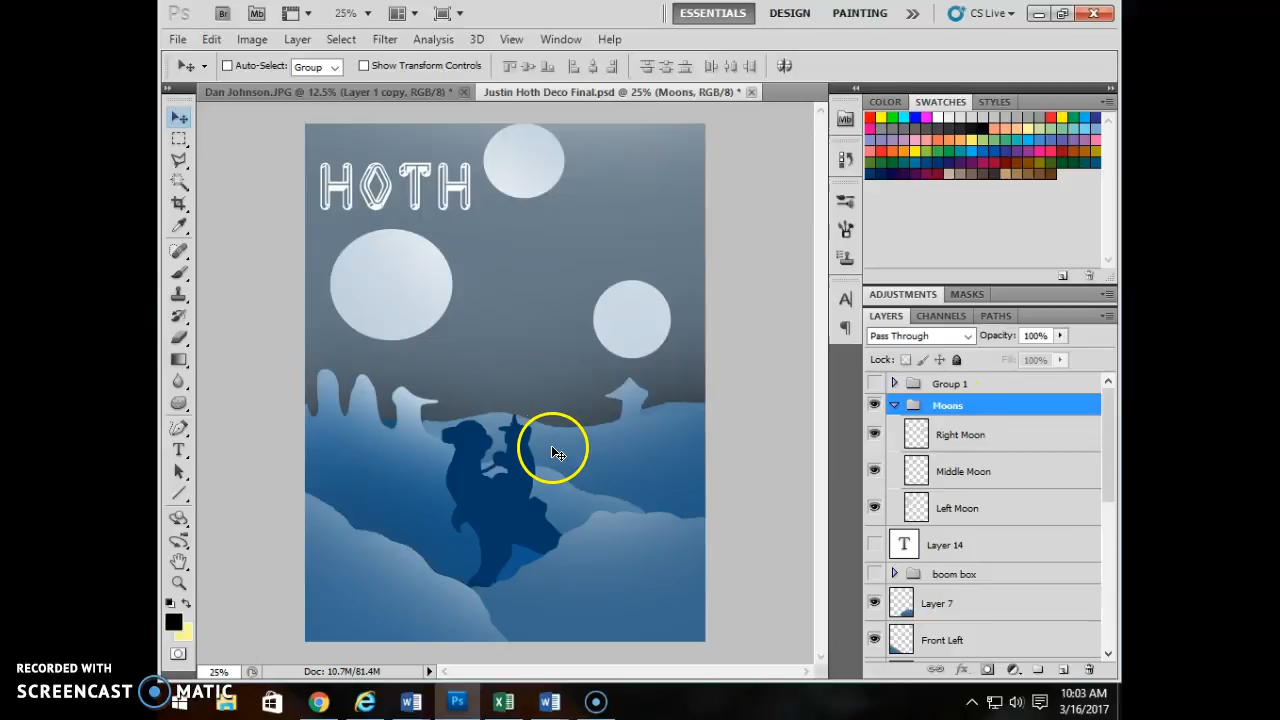 Ps Br Mb 25% ESSENTIALS DESIGN PAINTING CS Live
File Edit Image Layer Select Filter Analysis 3D View Window Help
Auto-Select: Group Show Transform Controls
Dan Johnson.JPG @ 12.5% (Layer 1 copy, RGB/8) * Justin Hoth Deco Final.psd @ 25% (Moons, RGB/8) *
COLOR SWATCHES STYLES
Mb
HOTH
ADJUSTMENTS MASKS
LAYERS CHANNELS PATHS
Pass Through Opacity: 100%
Lock: Fill: 100%
Group 1
Moons
Right Moon
Middle Moon
Left Moon
T Layer 14
boom box
Layer 7
Front Left
25% Doc: 10.7M/81.4M
RECORDED WITH
SCREENCAST MATIC
10:03 AM
3/16/2017